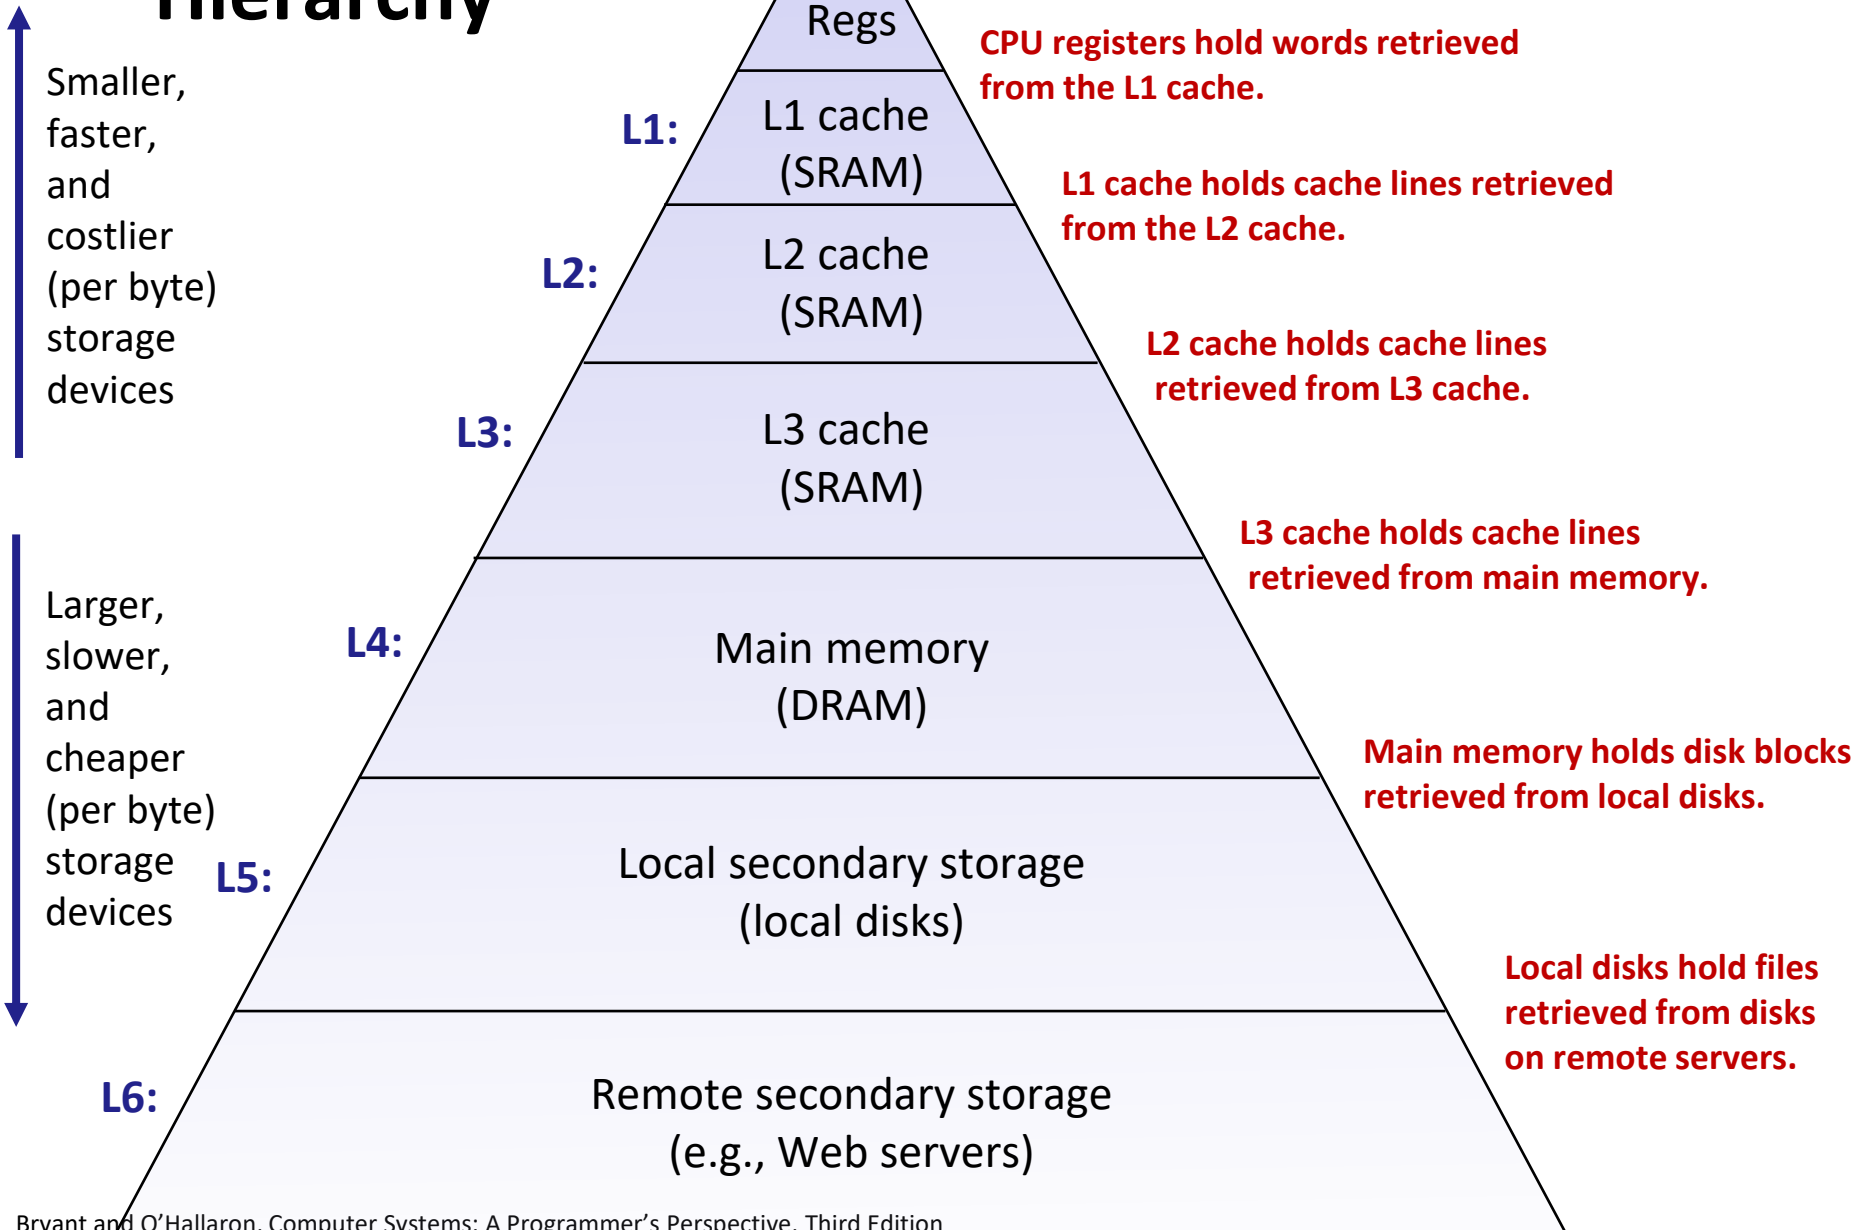 Hierarchy
Regs
CPU registers hold words retrieved
from the L1 cache.
Smaller,
faster,
and
costlier
(per byte)
storage
devices
L1:
L1 cache
(SRAM)
L1 cache holds cache lines retrieved
from the L2 cache.
L2:
L2 cache
(SRAM)
L2 cache holds cache lines
retrieved from L3 cache.
L3:
L3 cache
(SRAM)
L3 cache holds cache lines
retrieved from main memory.
Larger,
slower,
and
cheaper
(per byte)
storage
devices
L4:
Main memory
(DRAM)
Main memory holds disk blocks
retrieved from local disks.
L5:
Local secondary storage
(local disks)
Local disks hold files
retrieved from disks
on remote servers.
L6:
Remote secondary storage
(e.g., Web servers)
Bryant and O’Hallaron, Computer Systems: A Programmer’s Perspective, Third Edition